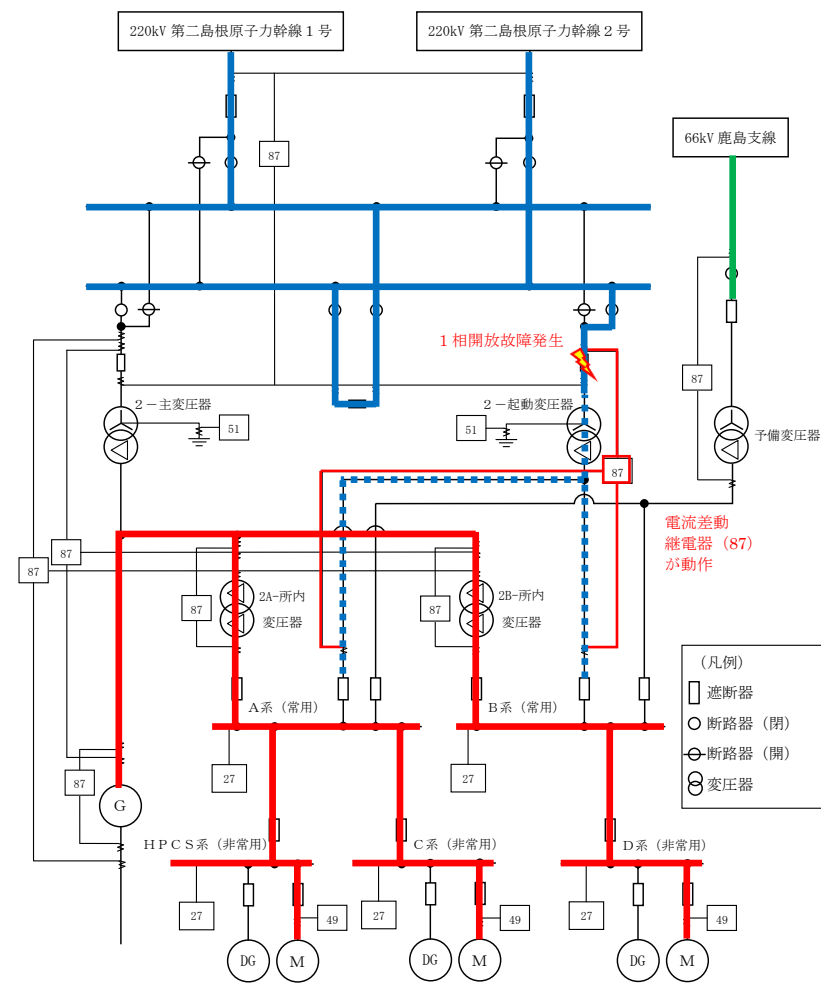 220kV 第二島根原子力幹線1号
220kV 第二島根原子力幹線2号
66kV 鹿島支線
87
1相開放故障発生
87
2-主変圧器
51
2-起動変圧器
51
予備変圧器
87
電流差動
継電器(87)
が動作
87
87
87
2A-所内
変圧器
87
2B-所内
変圧器
(凡例)
遮断器
断路器(閉)
断路器(開)
変圧器
A系(常用)
B系(常用)
27
27
87
G
HPCS系(非常用)
C系(非常用)
D系(非常用)
27
49
27
49
27
49
DG
M
DG
M
DG
M